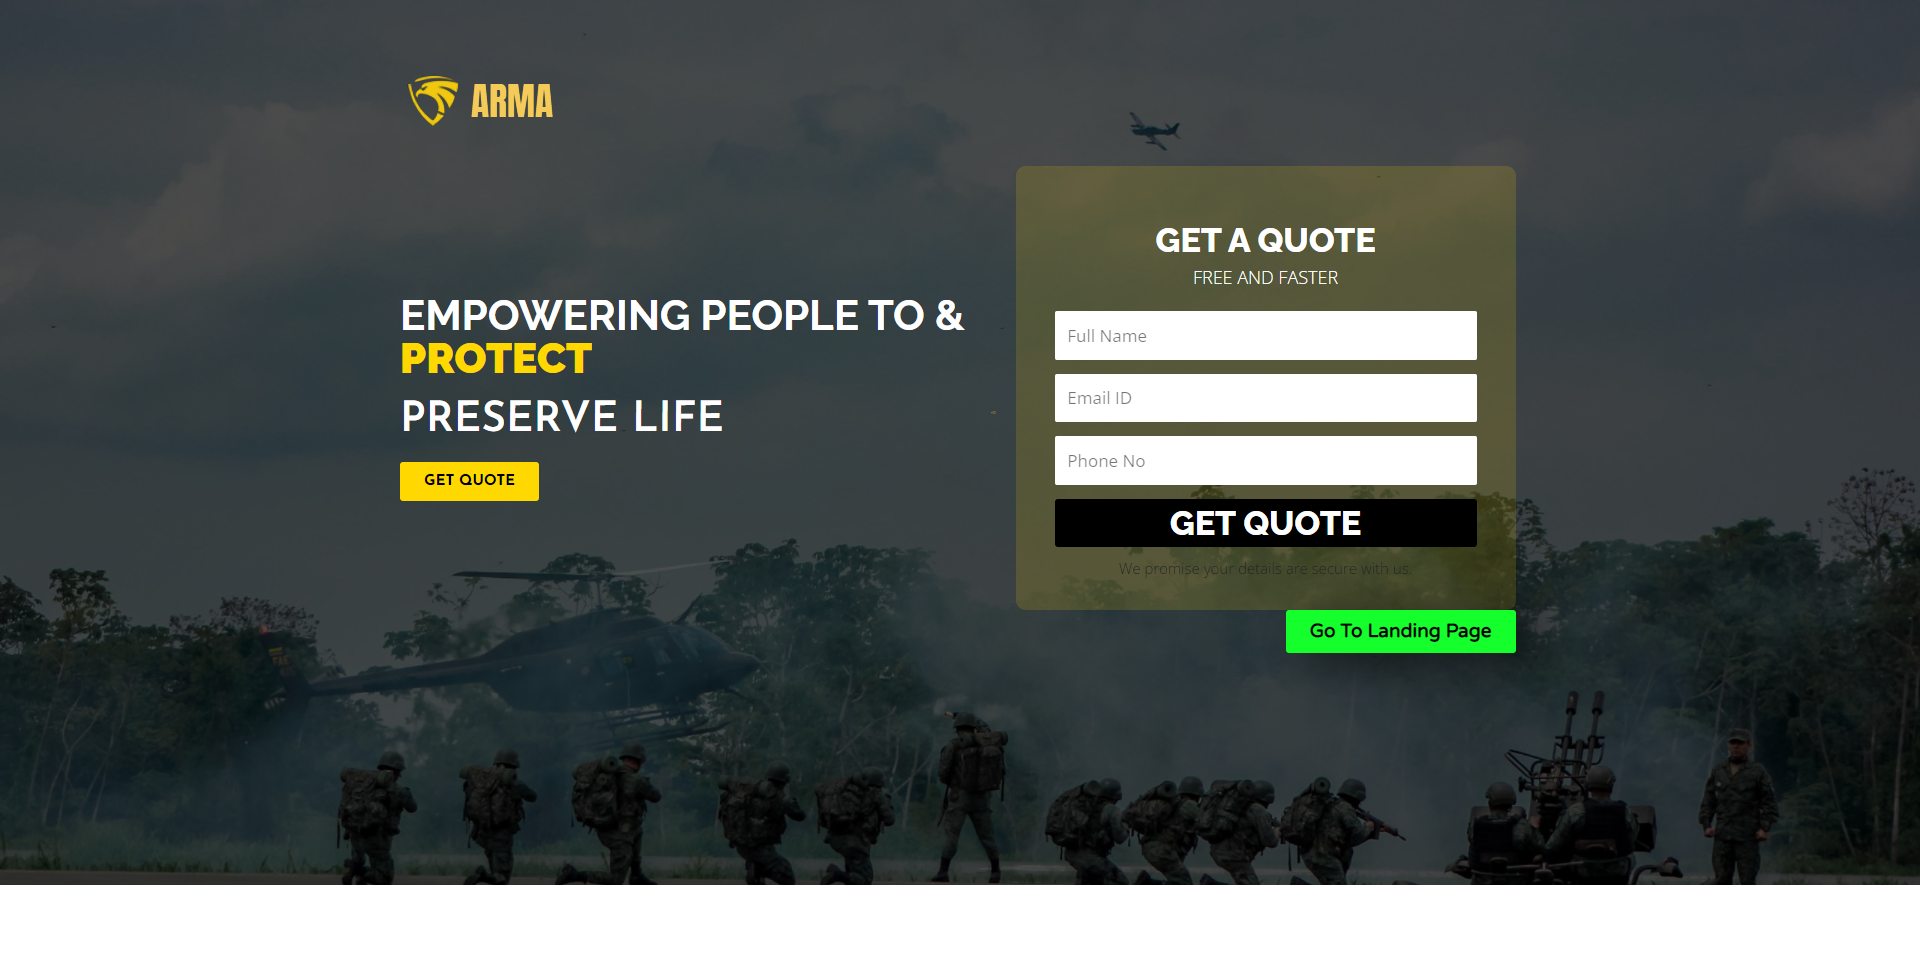 ARMA
EMPOWERING PEOPLE TO &
PROTECT
PRESERVE LIFE
GET QUOTE
GET A QUOTE
FREE AND FASTER
Full Name
Email ID
Phone No
GET QUOTE
We promise your details are secure with us.
Go To Landing Page